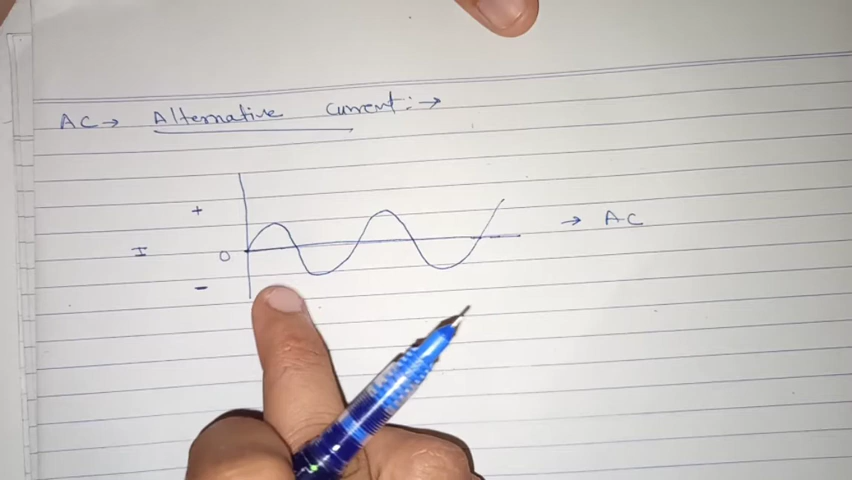 AC → Alternative Current :→
+
→ AC
I
0
-